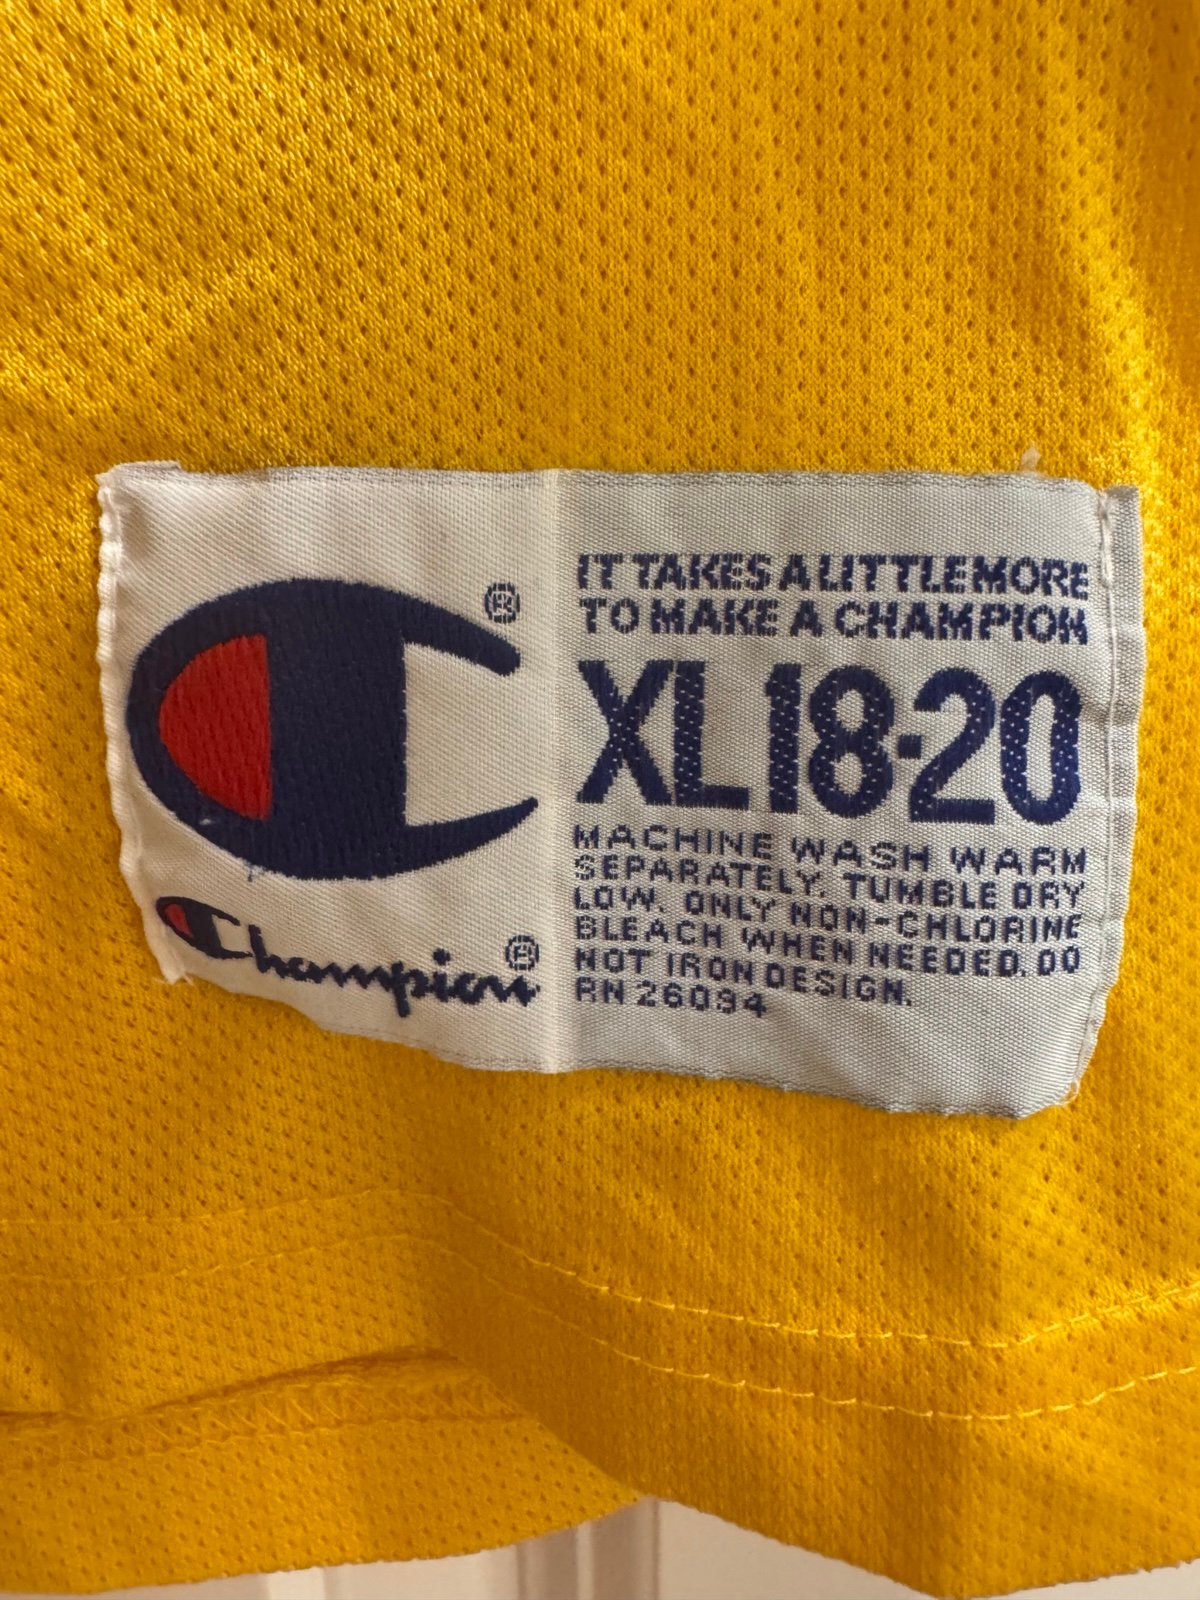 ®
Champion®
IT TAKES A LITTLE MORE
TO MAKE A CHAMPION
XL 18-20
MACHINE WASH WARM
SEPARATELY. TUMBLE DRY
LOW. ONLY NON-CHLORINE
BLEACH WHEN NEEDED. DO
NOT IRON DESIGN.
RN 26094